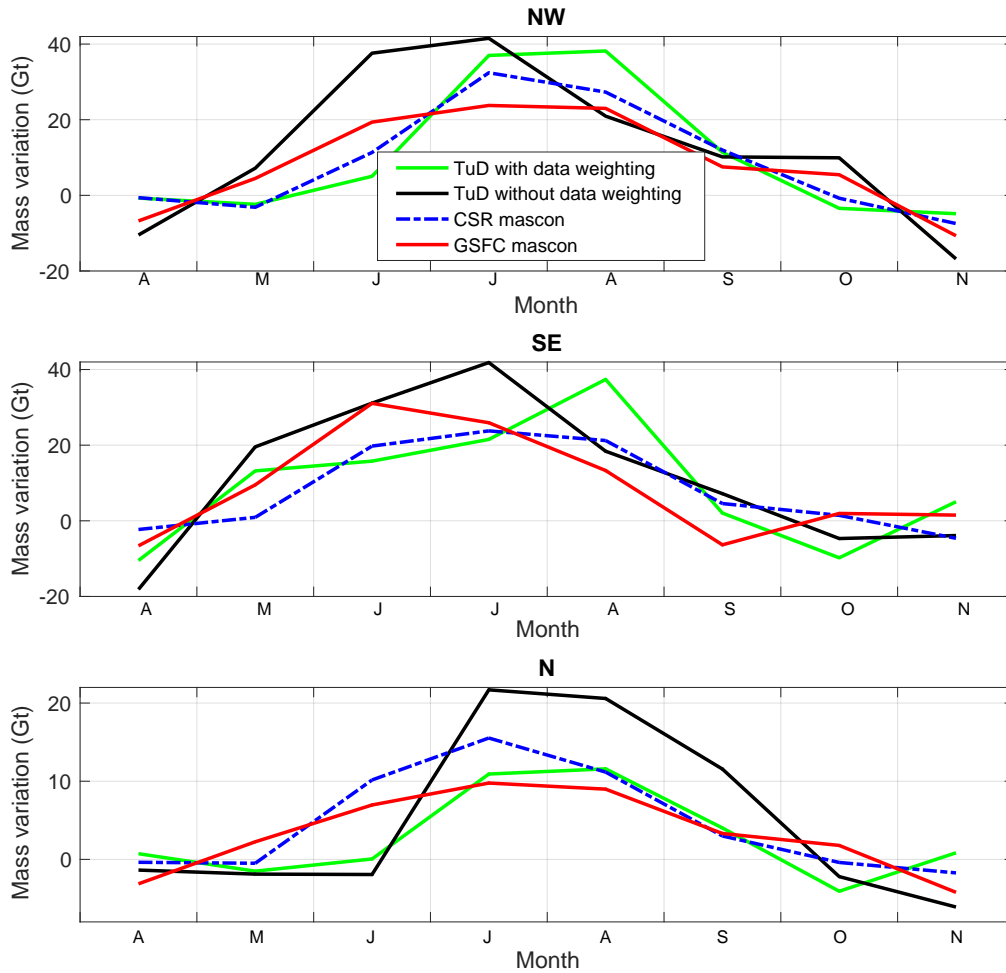 NW
Mass variation (Gt)
40
20
0
-20
TuD with data weighting
TuD without data weighting
CSR mascon
GSFC mascon
A M J J A S O N
Month
SE
Mass variation (Gt)
40
20
0
-20
A M J J A S O N
Month
N
Mass variation (Gt)
20
10
0
A M J J A S O N
Month